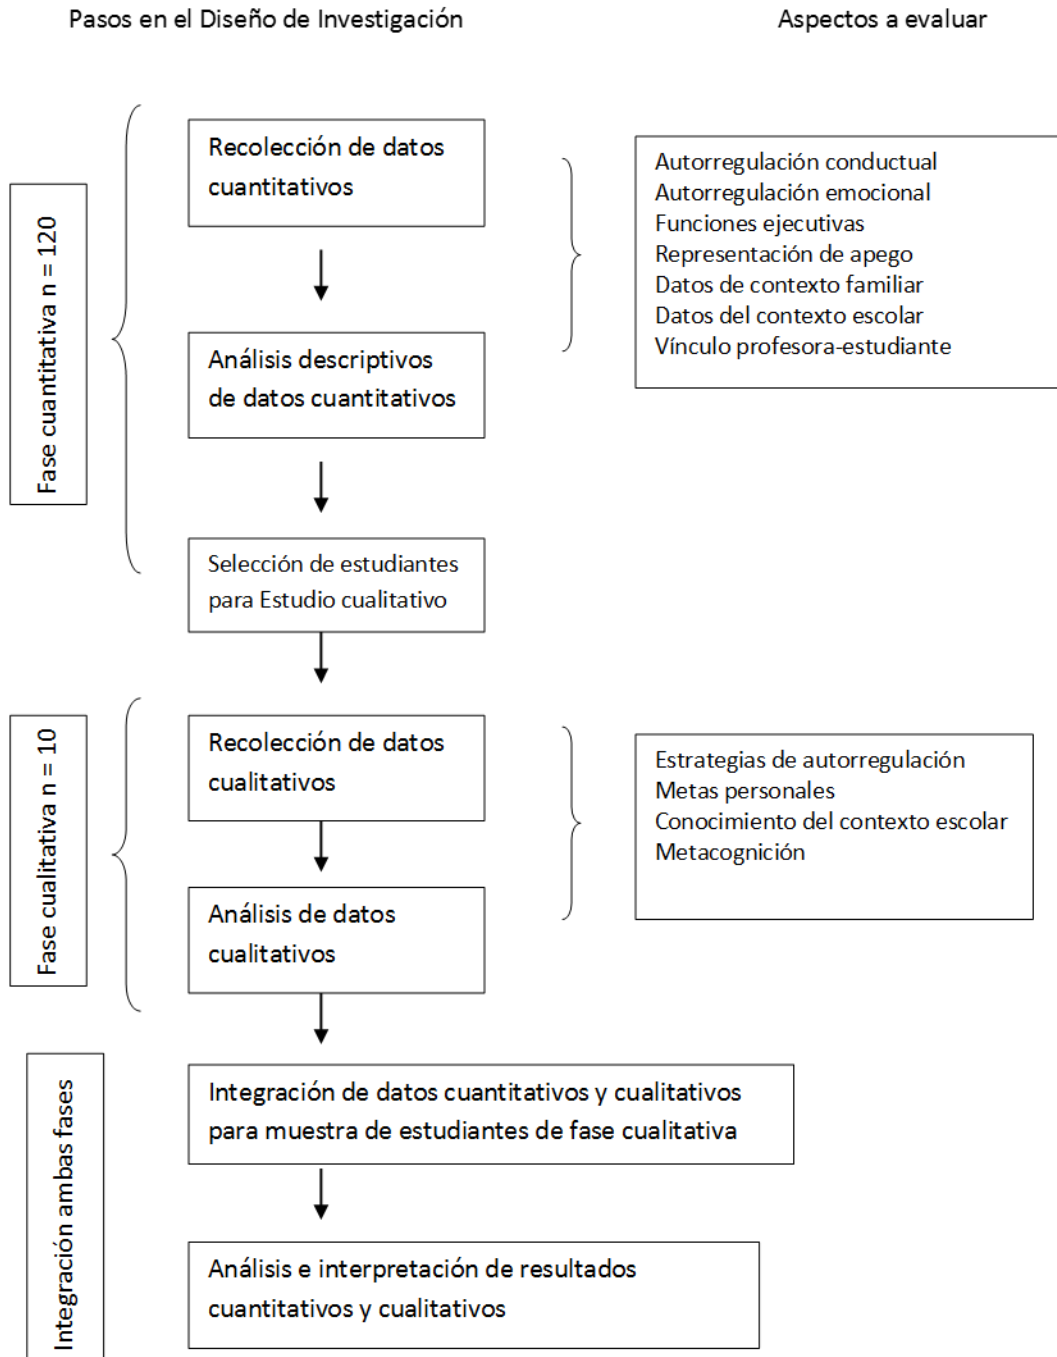 Pasos en el Diseño de Investigación
Aspectos a evaluar
Fase cuantitativa n = 120
Recolección de datos
cuantitativos
Análisis descriptivos
de datos cuantitativos
Selección de estudiantes
para Estudio cualitativo
Autorregulación conductual
Autorregulación emocional
Funciones ejecutivas
Representación de apego
Datos de contexto familiar
Datos del contexto escolar
Vínculo profesora-estudiante
Fase cualitativa n = 10
Recolección de datos
cualitativos
Análisis de datos
cualitativos
Estrategias de autorregulación
Metas personales
Conocimiento del contexto escolar
Metacognición
Integración ambas fases
Integración de datos cuantitativos y cualitativos
para muestra de estudiantes de fase cualitativa
Análisis e interpretación de resultados
cuantitativos y cualitativos